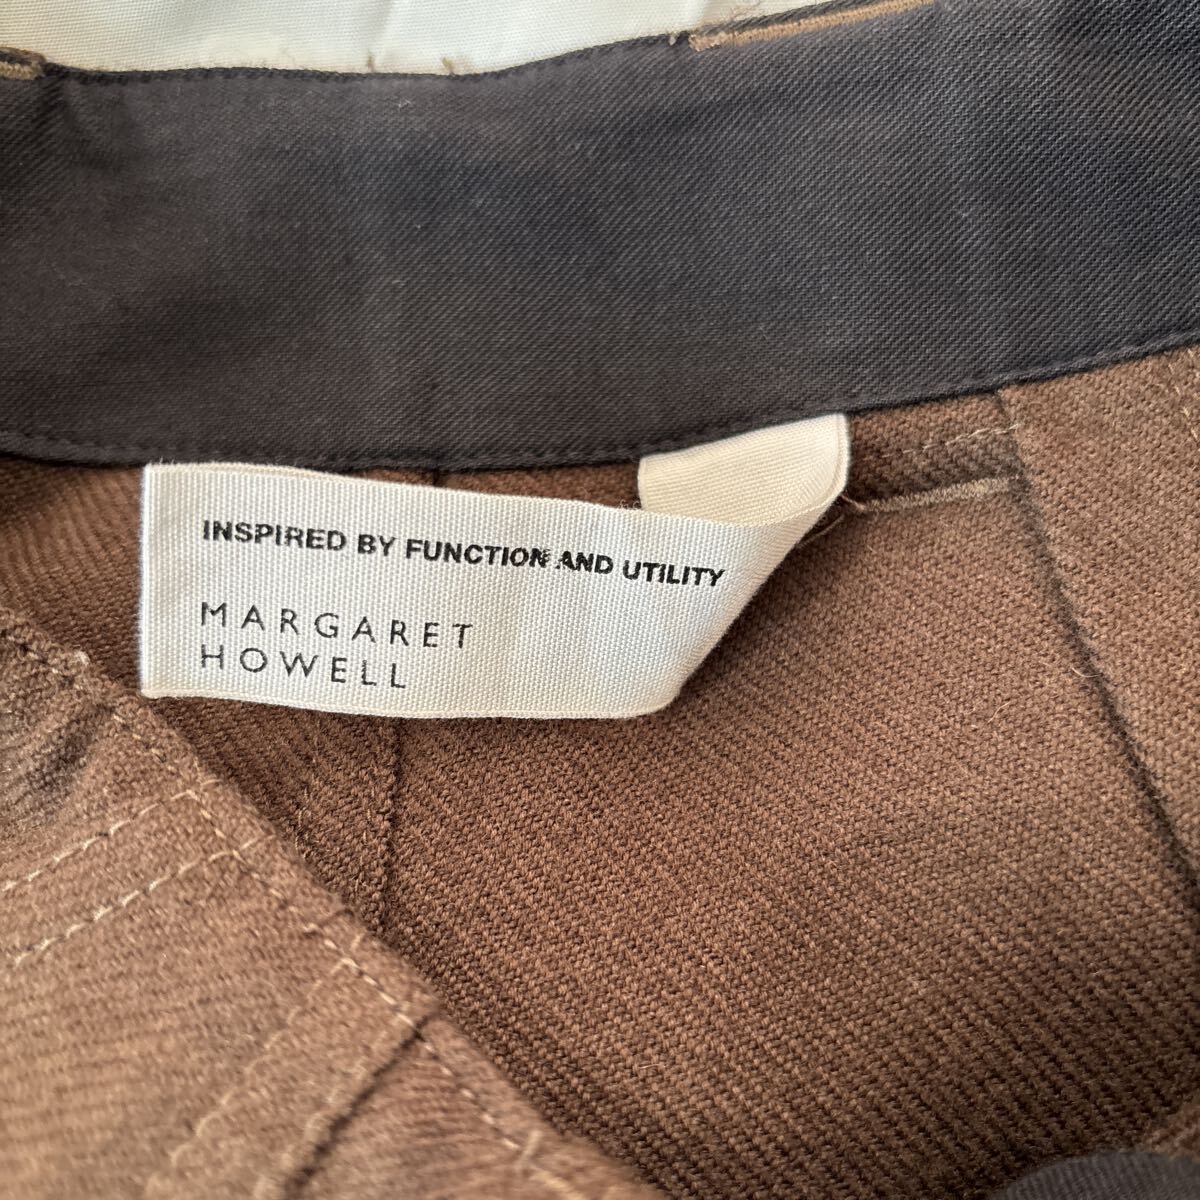 INSPIRED BY FUNCTION AND UTILITY
MARGARET
HOWELL